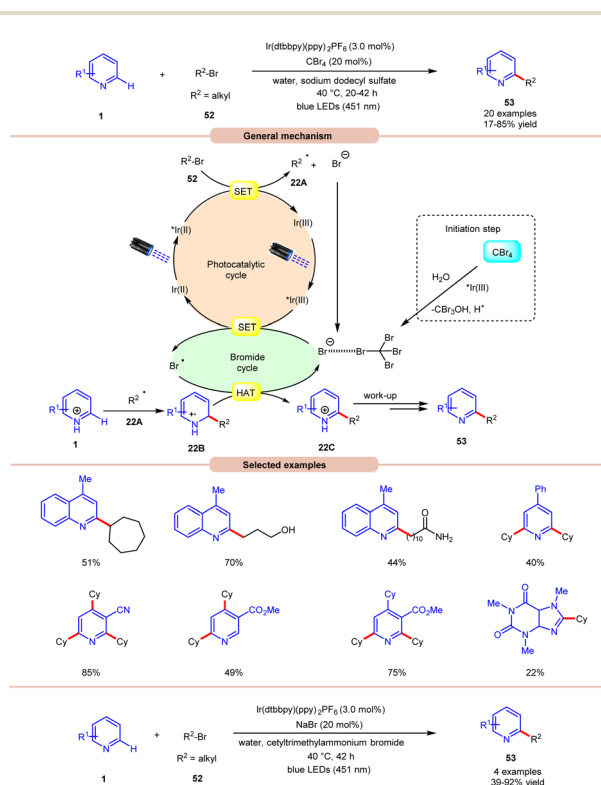 Ir(dtbbpy)(ppy)2PF6 (3.0 mol%)
CBr4 (20 mol%)
water, sodium dodecyl sulfate
40 °C, 20-42 h
blue LEDs (451 nm)
R1
N
H
1
+
R2-Br
R2 = alkyl
52
R1
N
R2
53
20 examples
17-85% yield
General mechanism
R2-Br
52
R2 •
22A
+
Br⊖
SET
*Ir(II)
Ir(III)
Photocatalytic
cycle
Ir(II)
*Ir(III)
SET
Initiation step
CBr4
H2O
*Ir(III)
-CBr3OH, H+
Br •
Bromide
cycle
Br⊖
Br
Br
Br
Br
HAT
R1
N
H
H
1
R2 •
22A
R1
N
H
R2
22B
R1
N
H
R2
22C
work-up
R1
N
R2
53
Selected examples
Me
N
51%
Me
N
OH
70%
Me
N
( )10
O
NH2
44%
Ph
Cy
N
Cy
40%
Cy
CN
Cy
N
Cy
85%
Cy
CO2Me
Cy
N
49%
Cy
CO2Me
Cy
N
Cy
75%
O
Me
Me
N
N
O
N
N
Me
Cy
22%
Ir(dtbbpy)(ppy)2PF6 (3.0 mol%)
NaBr (20 mol%)
water, cetyltrimethylammonium bromide
40 °C, 42 h
blue LEDs (451 nm)
R1
N
H
1
+
R2-Br
R2 = alkyl
52
R1
N
R2
53
4 examples
39-92% yield